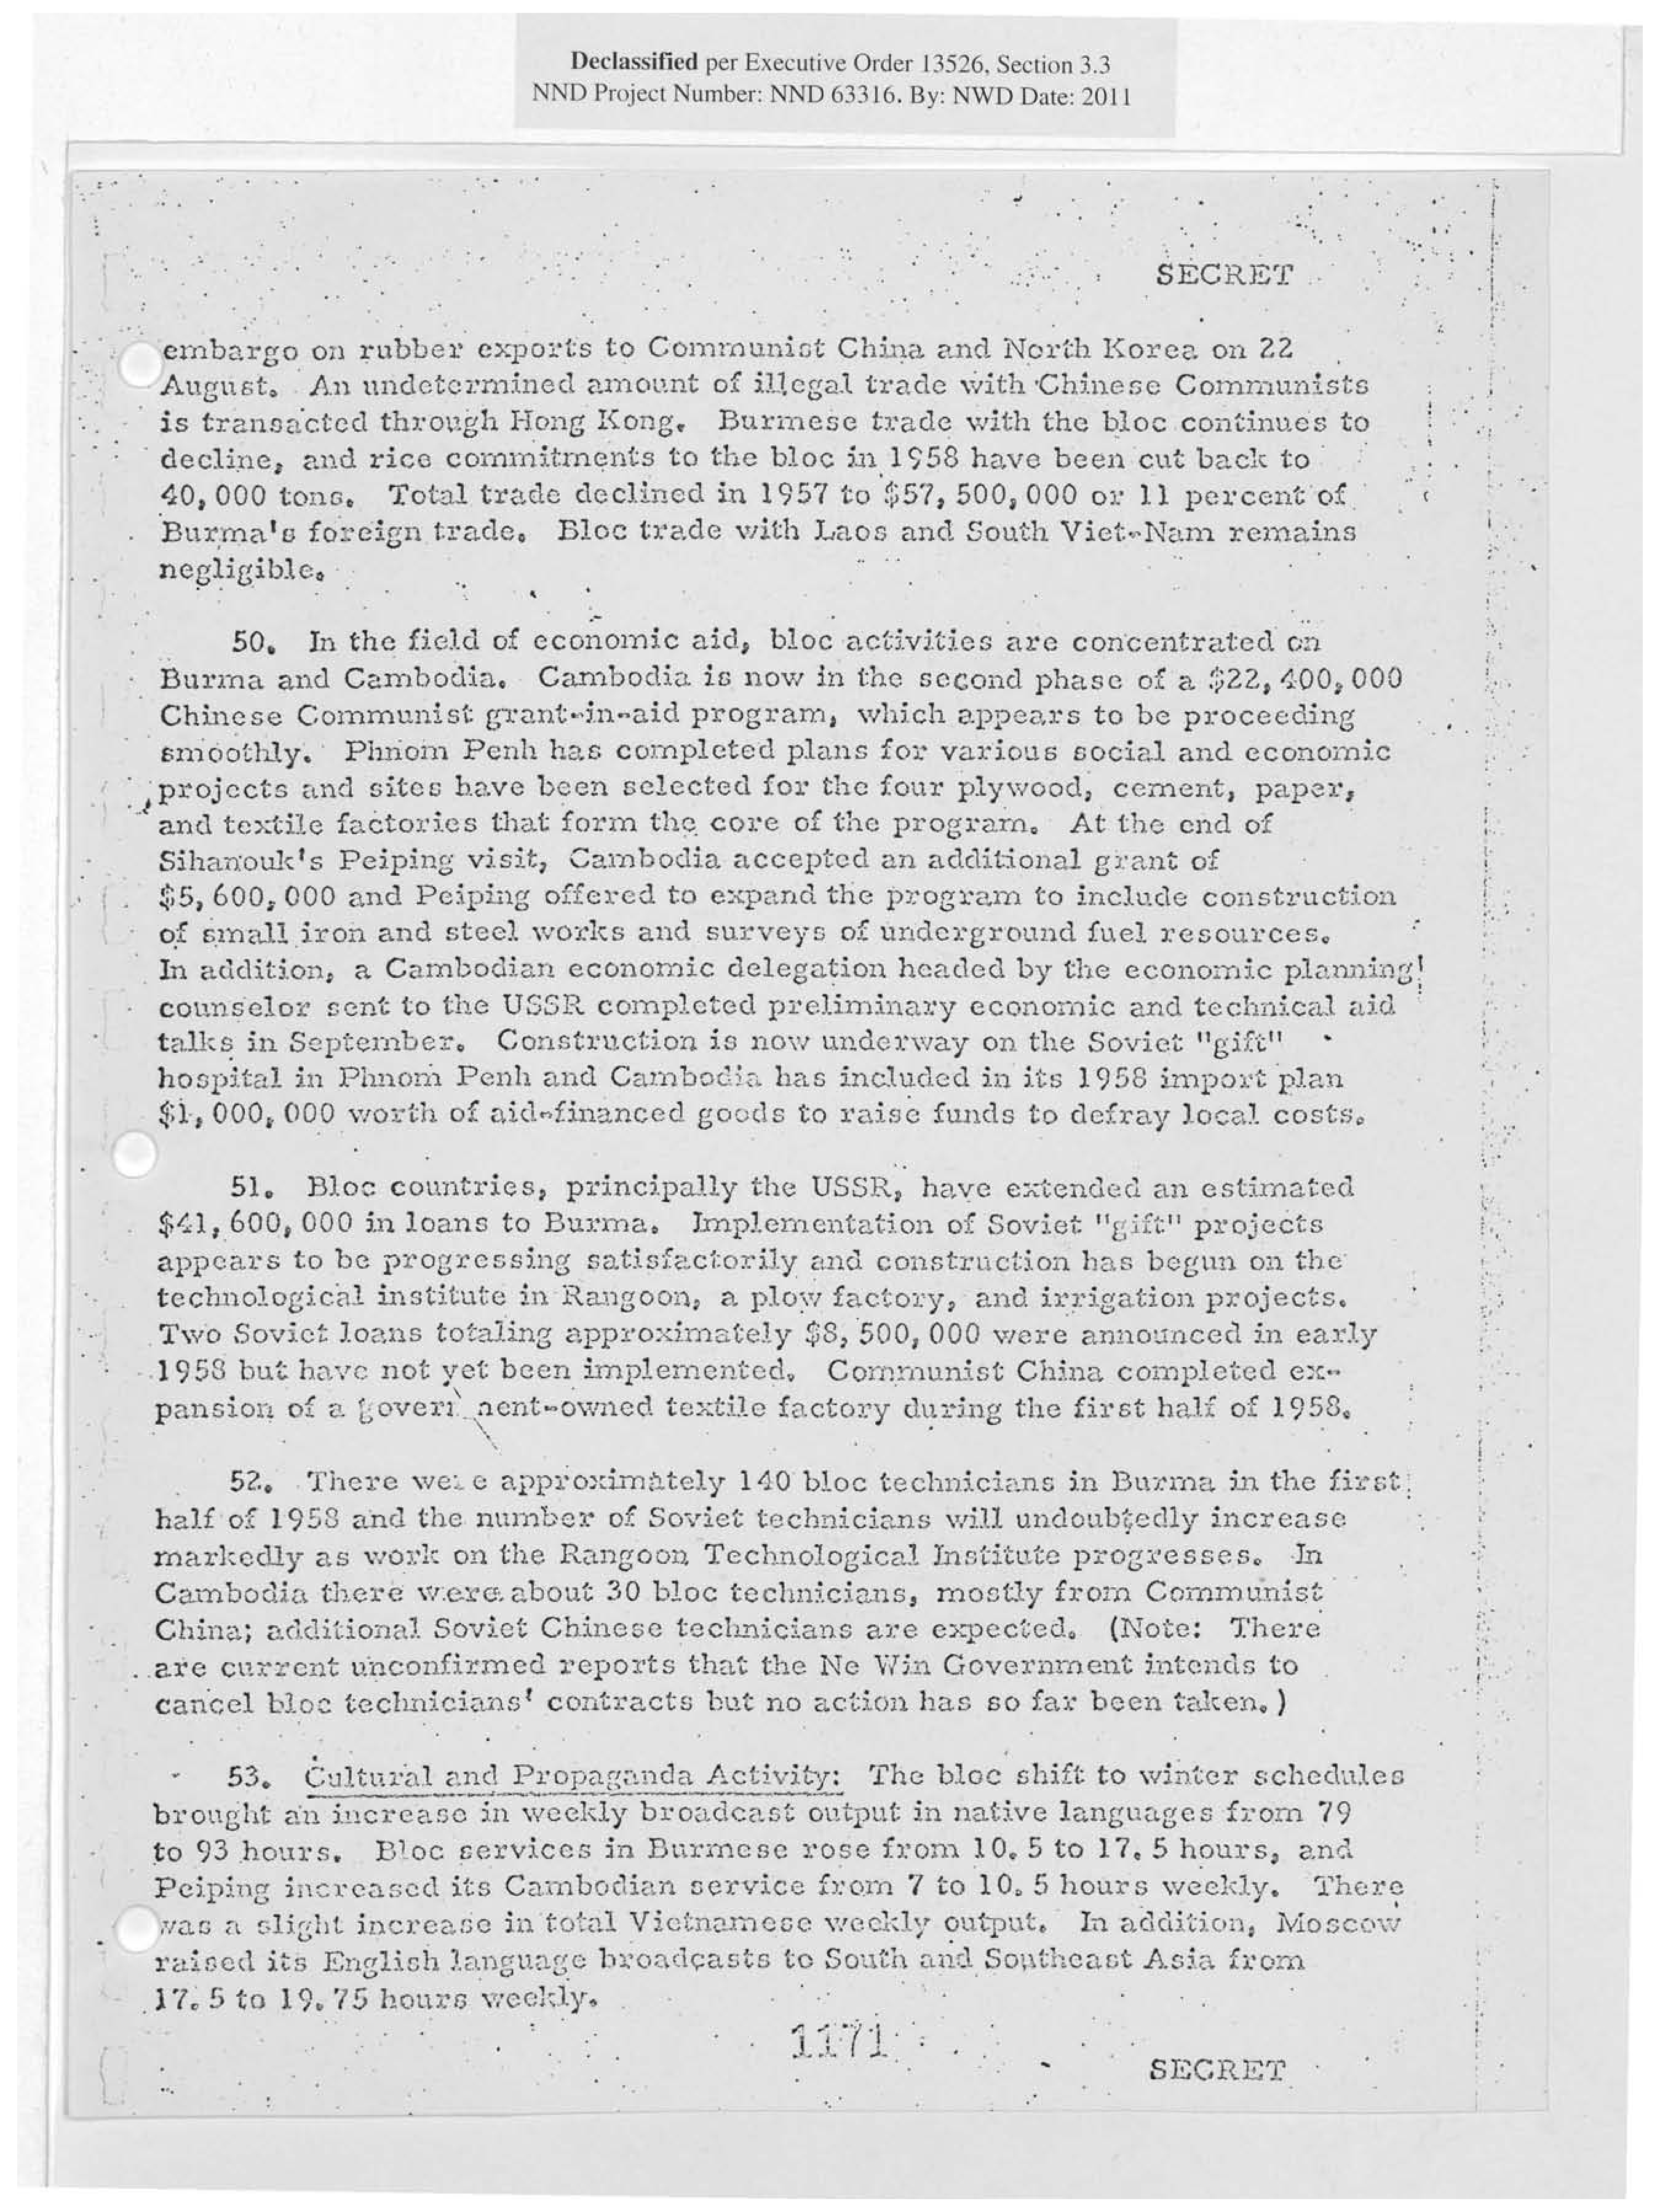 Declassified per Executive Order 13526, Section 3.3
NND Project Number: NND 63316. By: NWD Date: 2011
SECRET
embargo on rubber exports to Communist China and North Korea on 22
August. An undetermined amount of illegal trade with Chinese Communists
is transacted through Hong Kong. Burmese trade with the bloc continues to
decline, and rice commitments to the bloc in 1958 have been cut back to
40,000 tons. Total trade declined in 1957 to $57,500,000 or 11 percent of
Burma's foreign trade. Bloc trade with Laos and South Viet-Nam remains
negligible.
50. In the field of economic aid, bloc activities are concentrated on
Burma and Cambodia. Cambodia is now in the second phase of a $22,400,000
Chinese Communist grant-in-aid program, which appears to be proceeding
smoothly. Phnom Penh has completed plans for various social and economic
projects and sites have been selected for the four plywood, cement, paper,
and textile factories that form the core of the program. At the end of
Sihanouk's Peiping visit, Cambodia accepted an additional grant of
$5,600,000 and Peiping offered to expand the program to include construction
of small iron and steel works and surveys of underground fuel resources.
In addition, a Cambodian economic delegation headed by the economic planning
counselor sent to the USSR completed preliminary economic and technical aid
talks in September. Construction is now underway on the Soviet "gift"
hospital in Phnom Penh and Cambodia has included in its 1958 import plan
$1,000,000 worth of aid-financed goods to raise funds to defray local costs.
51. Bloc countries, principally the USSR, have extended an estimated
$41,600,000 in loans to Burma. Implementation of Soviet "gift" projects
appears to be progressing satisfactorily and construction has begun on the
technological institute in Rangoon, a plow factory, and irrigation projects.
Two Soviet loans totaling approximately $8,500,000 were announced in early
1958 but have not yet been implemented. Communist China completed ex-
pansion of a government-owned textile factory during the first half of 1958.
52. There were approximately 140 bloc technicians in Burma in the first
half of 1958 and the number of Soviet technicians will undoubtedly increase
markedly as work on the Rangoon Technological Institute progresses. In
Cambodia there were about 30 bloc technicians, mostly from Communist
China; additional Soviet Chinese technicians are expected. (Note: There
are current unconfirmed reports that the Ne Win Government intends to
cancel bloc technicians' contracts but no action has so far been taken.)
53. Cultural and Propaganda Activity: The bloc shift to winter schedules
brought an increase in weekly broadcast output in native languages from 79
to 93 hours. Bloc services in Burmese rose from 10.5 to 17.5 hours, and
Peiping increased its Cambodian service from 7 to 10.5 hours weekly. There
was a slight increase in total Vietnamese weekly output. In addition, Moscow
raised its English language broadcasts to South and Southeast Asia from
17.5 to 19.75 hours weekly.
1171
SECRET